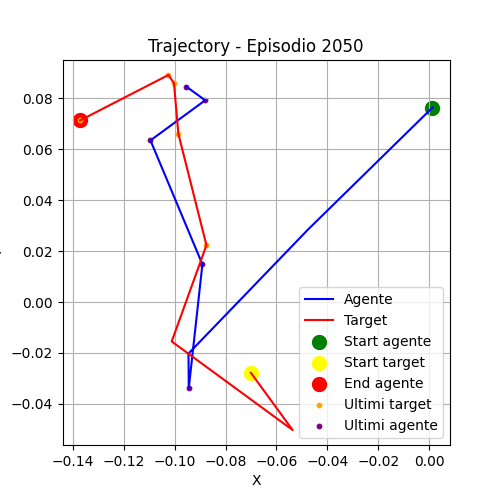 Trajectory - Episodio 2050
0.08
0.06
0.04
0.02
0.00
−0.02
−0.04
−0.14
−0.12
−0.10
−0.08
−0.06
−0.04
−0.02
0.00
X
Agente
Target
Start agente
Start target
End agente
Ultimi target
Ultimi agente